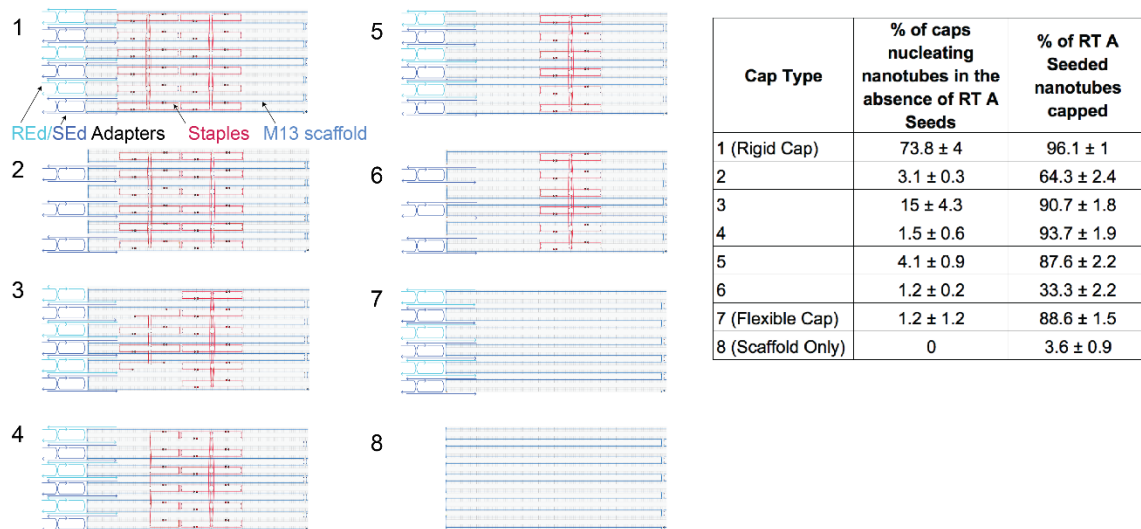 1
REd/SEd Adapters Staples M13 scaffold
2
3
4
5
6
7
8
Cap Type
% of caps
nucleating
nanotubes in the
absence of RT A
Seeds
% of RT A
Seeded
nanotubes
capped
1 (Rigid Cap) 73.8 ± 4 96.1 ± 1
2 3.1 ± 0.3 64.3 ± 2.4
3 15 ± 4.3 90.7 ± 1.8
4 1.5 ± 0.6 93.7 ± 1.9
5 4.1 ± 0.9 87.6 ± 2.2
6 1.2 ± 0.2 33.3 ± 2.2
7 (Flexible Cap) 1.2 ± 1.2 88.6 ± 1.5
8 (Scaffold Only) 0 3.6 ± 0.9